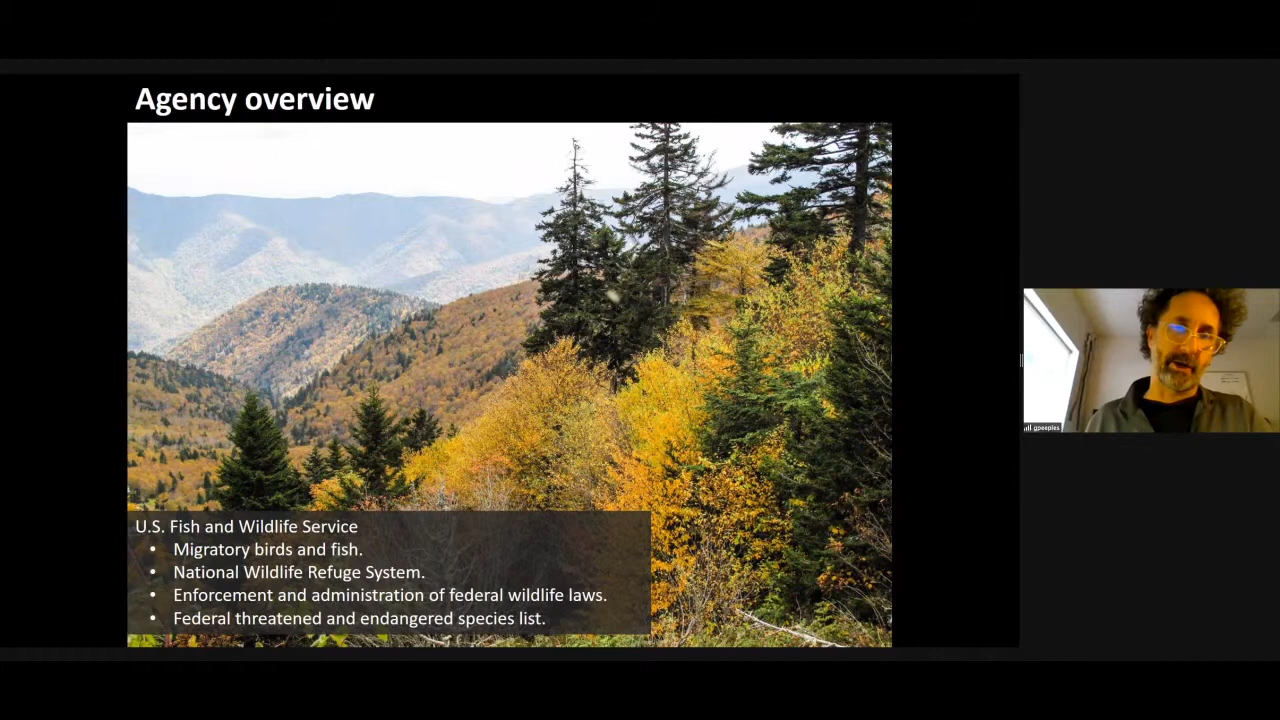 Agency overview
U.S. Fish and Wildlife Service
• Migratory birds and fish.
• National Wildlife Refuge System.
• Enforcement and administration of federal wildlife laws.
• Federal threatened and endangered species list.
gpeeples